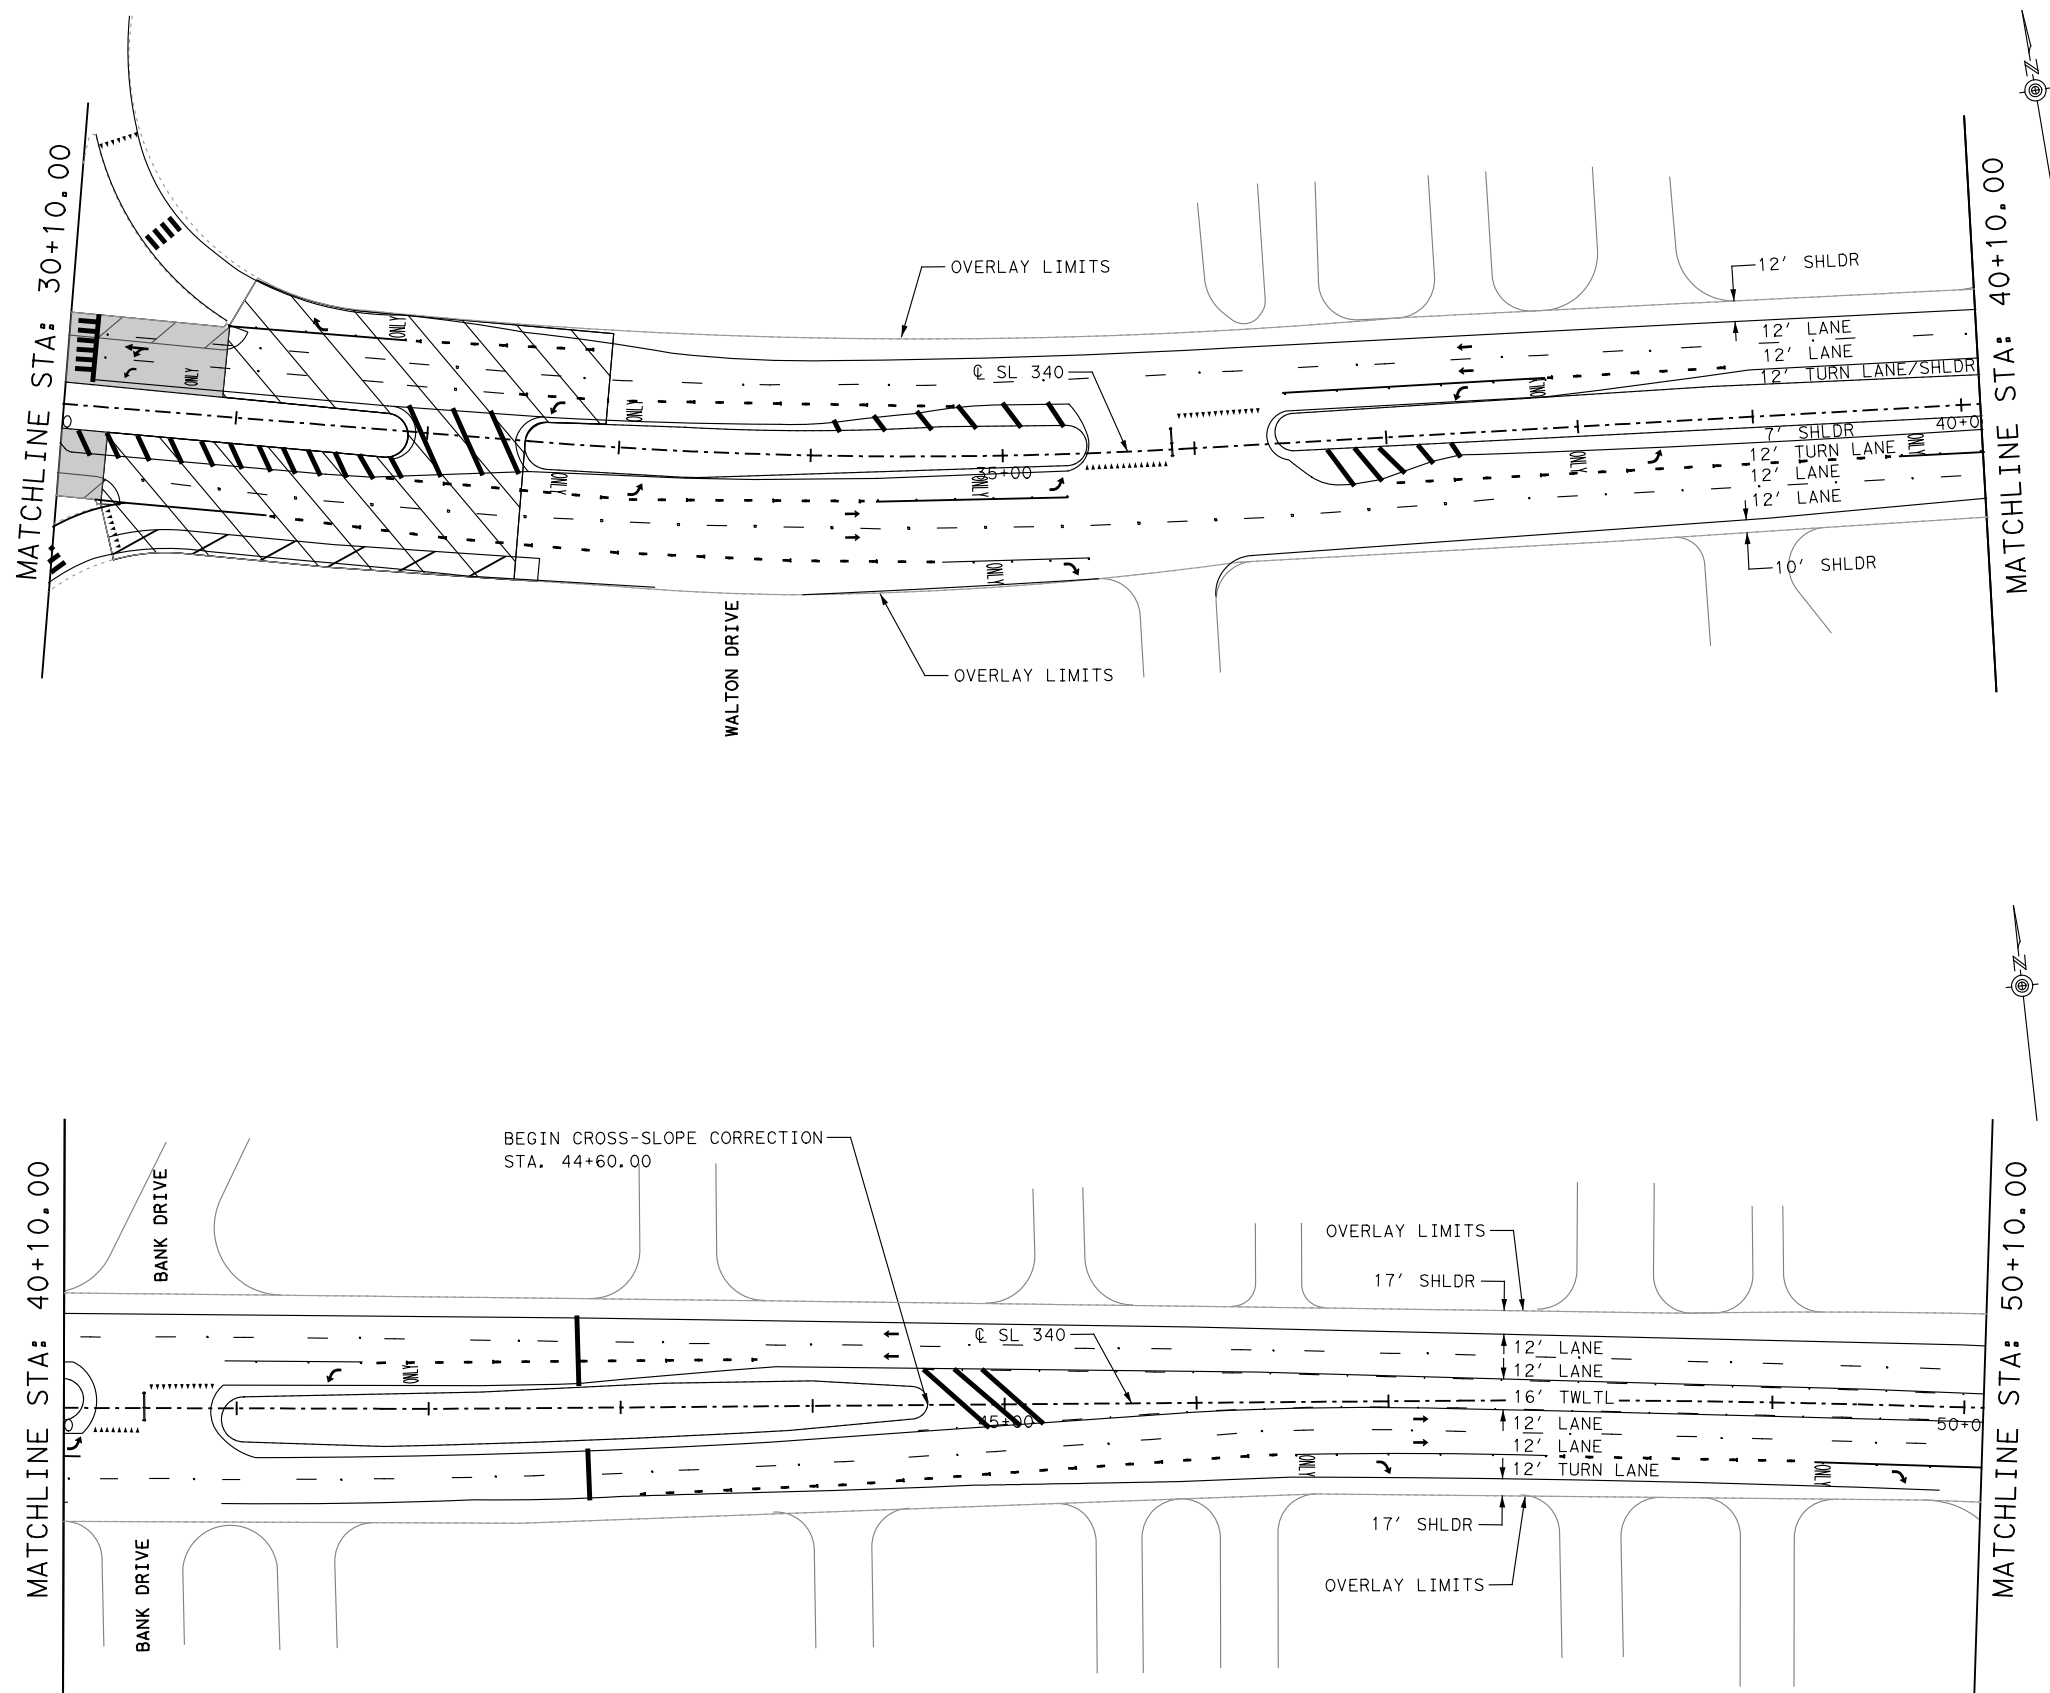 MATCHLINE STA: 30+10.00
OVERLAY LIMITS
12' SHLDR
12' LANE
12' LANE
12' TURN LANE/SHLDR
℄ SL 340
ONLY
ONLY
ONLY
ONLY
7' SHLDR
12' TURN LANE
12' LANE
12' LANE
40+0
35+00
ONLY
ONLY
ONLY
ONLY
ONLY
10' SHLDR
WALTON DRIVE
OVERLAY LIMITS
MATCHLINE STA: 40+10.00
N
N
MATCHLINE STA: 40+10.00
BANK DRIVE
BEGIN CROSS-SLOPE CORRECTION
STA. 44+60.00
OVERLAY LIMITS
17' SHLDR
℄ SL 340
12' LANE
12' LANE
16' TWLTL
12' LANE
12' LANE
12' TURN LANE
ONLY
45+00
50+0
ONLY
ONLY
17' SHLDR
OVERLAY LIMITS
BANK DRIVE
MATCHLINE STA: 50+10.00